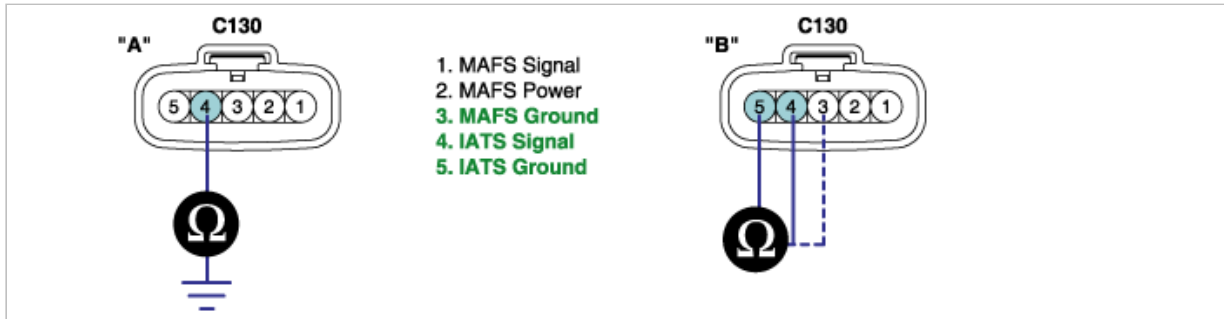 C130
"A"
5 4 3 2 1
Ω
1. MAFS Signal
2. MAFS Power
3. MAFS Ground
4. IATS Signal
5. IATS Ground
C130
"B"
5 4 3 2 1
Ω